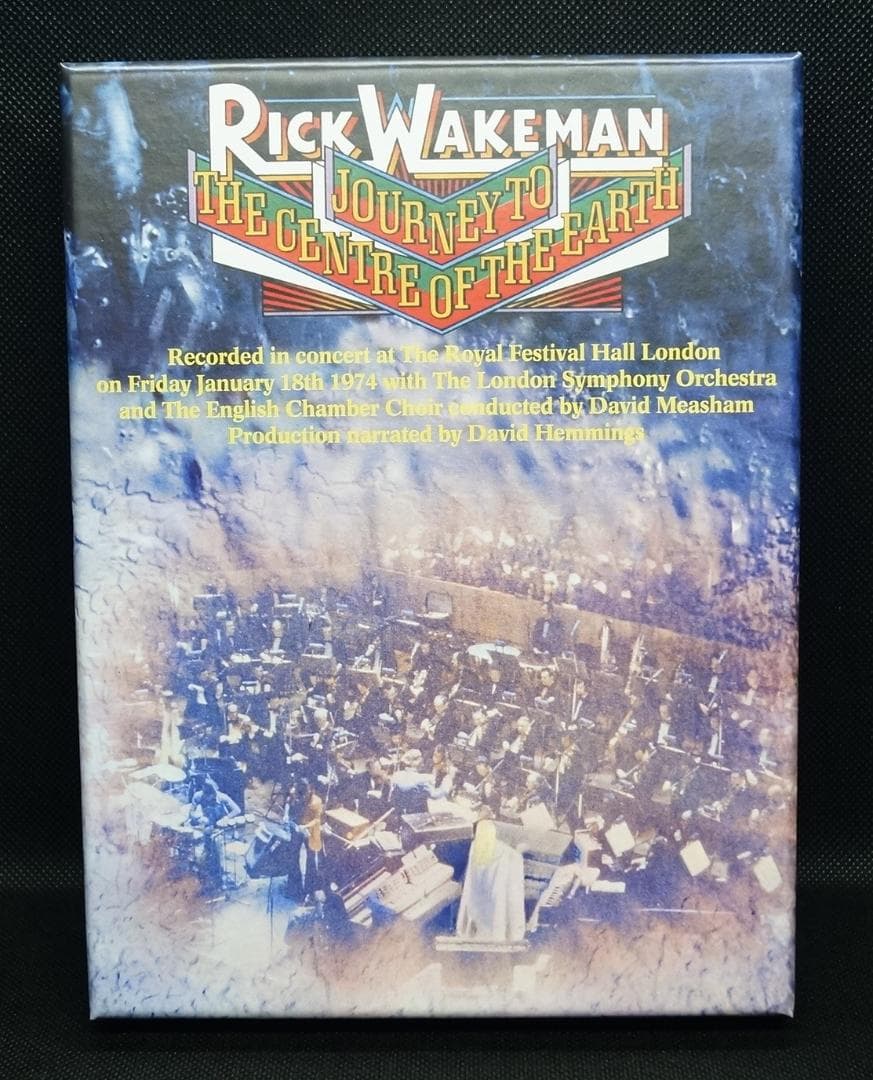 RICK WAKEMAN
JOURNEY TO
THE CENTRE OF THE EARTH
Recorded in concert at The Royal Festival Hall London
on Friday January 18th 1974 with The London Symphony Orchestra
and The English Chamber Choir conducted by David Measham
Production narrated by David Hemmings